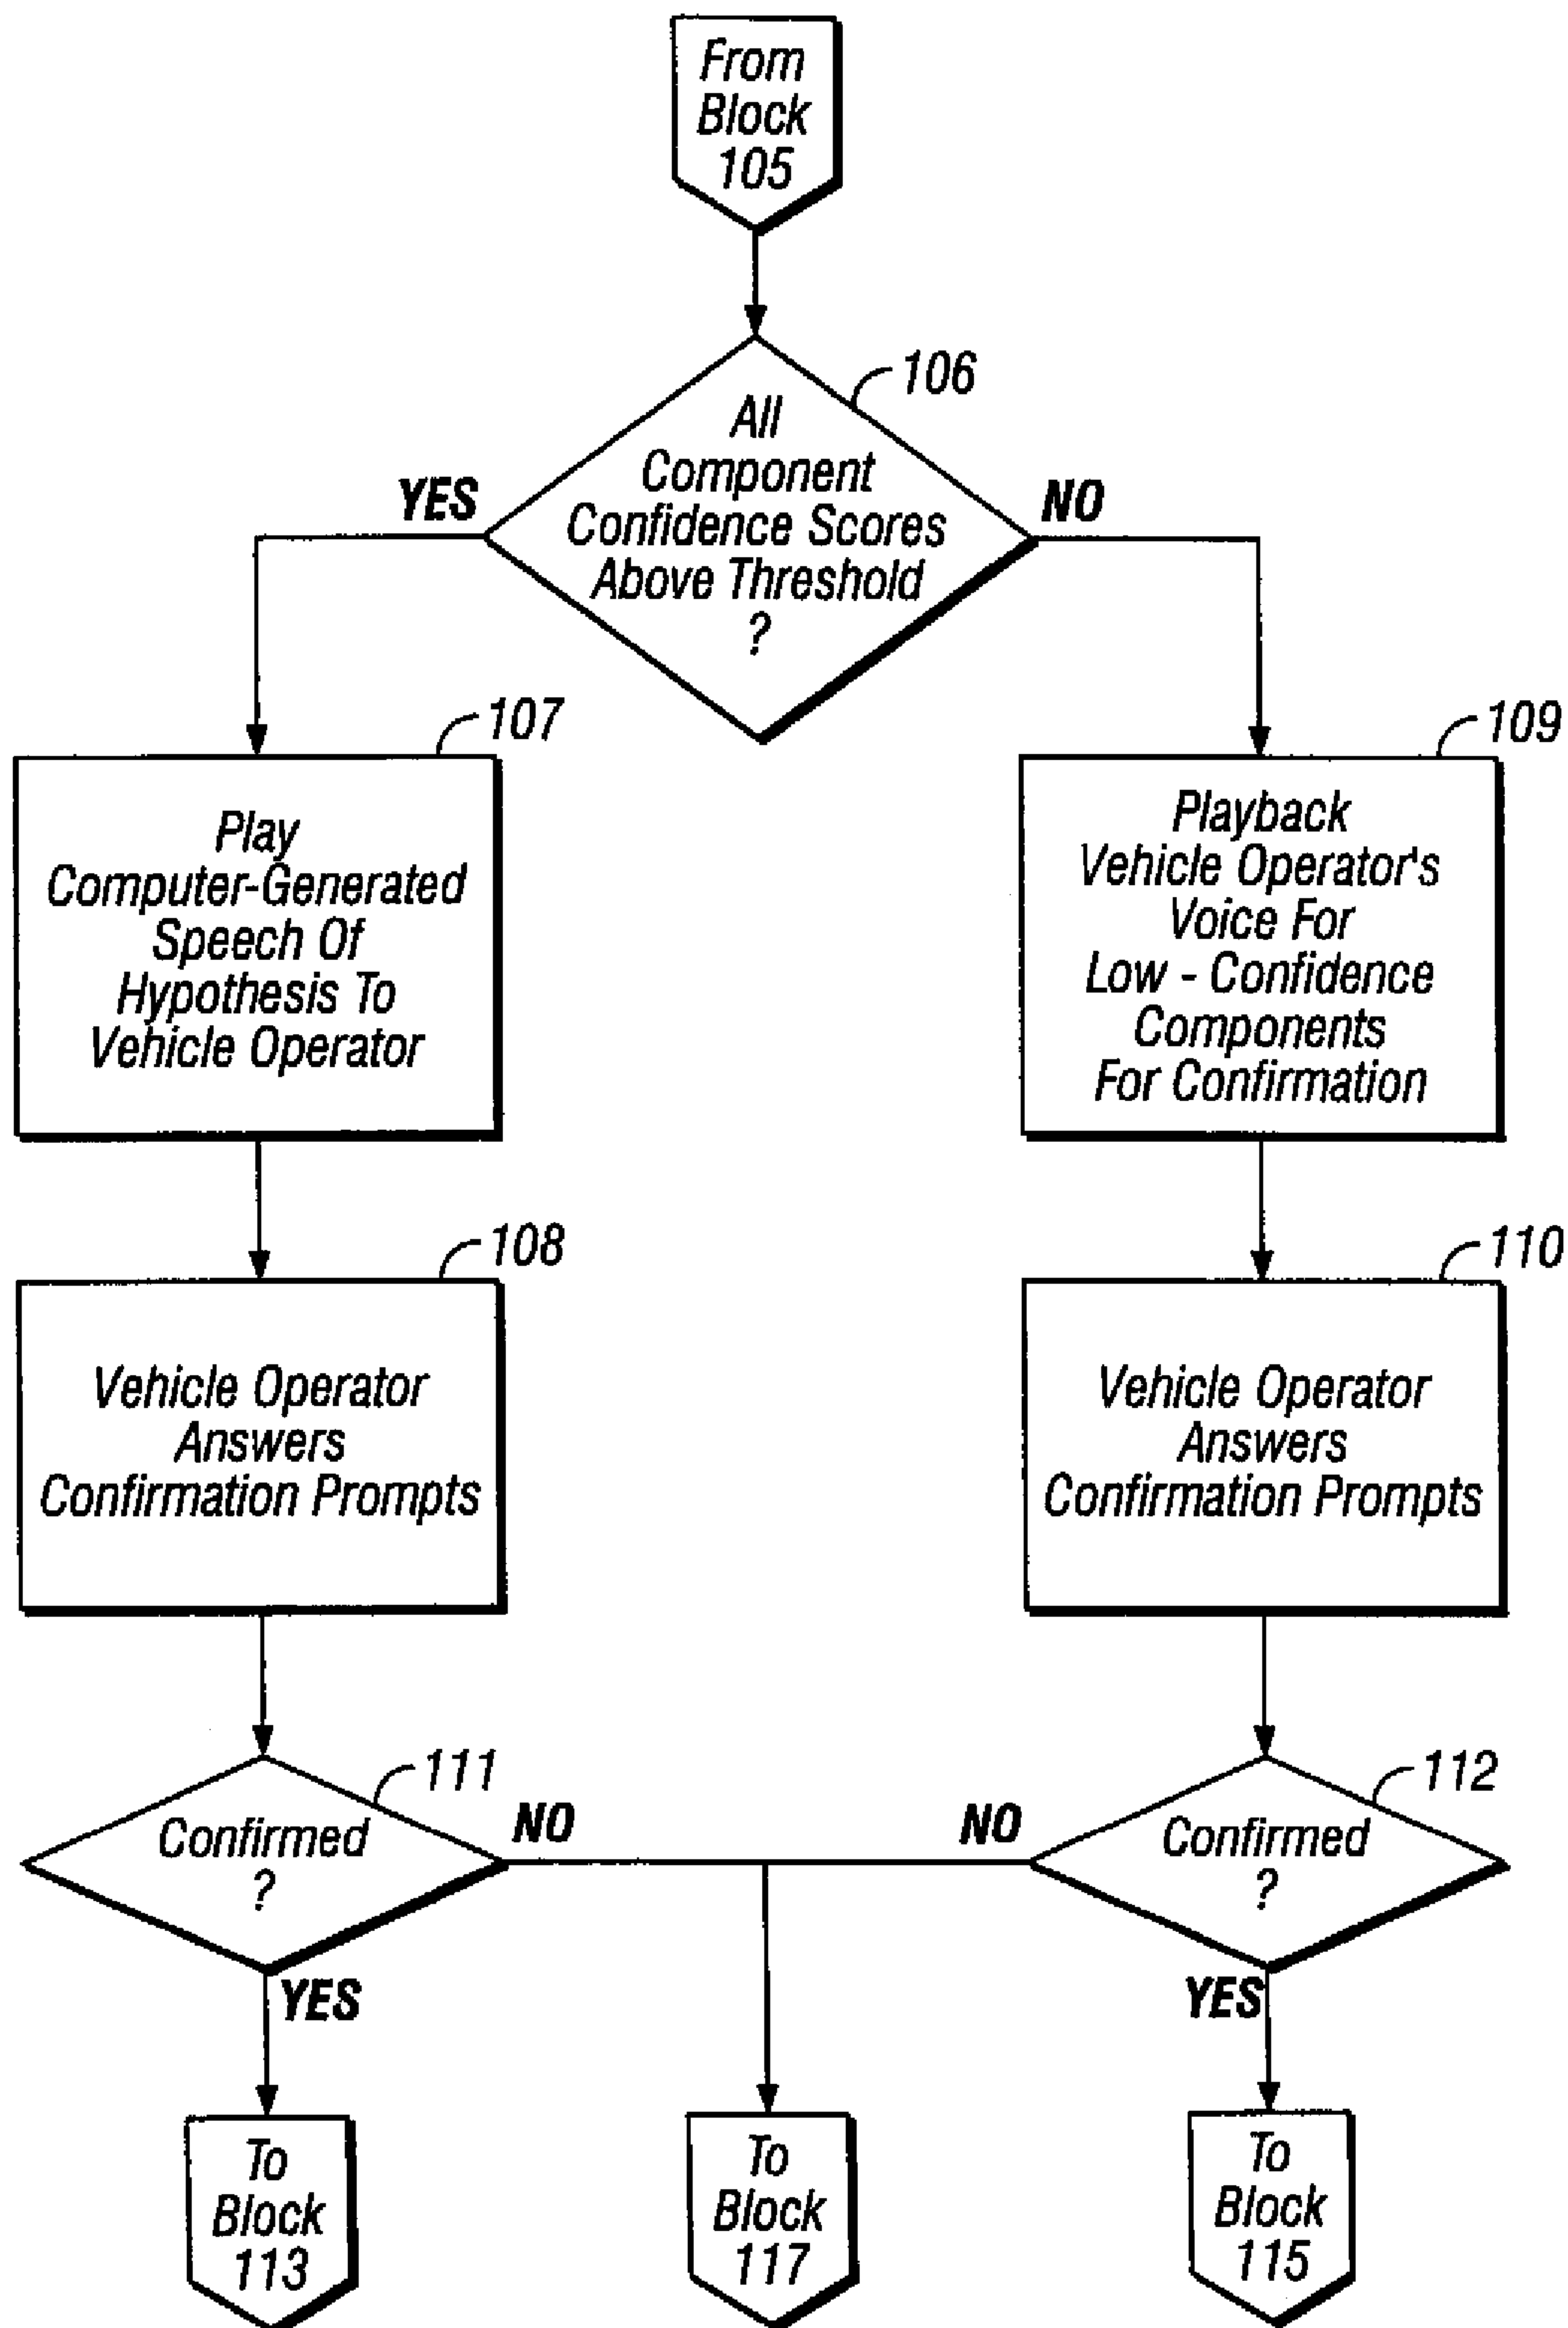 From
Block
105
106
All
Component
Confidence Scores
Above Threshold
?
YES
NO
107
Play
Computer-Generated
Speech Of
Hypothesis To
Vehicle Operator
109
Playback
Vehicle Operator's
Voice For
Low - Confidence
Components
For Confirmation
108
Vehicle Operator
Answers
Confirmation Prompts
110
Vehicle Operator
Answers
Confirmation Prompts
111
Confirmed
?
NO
YES
112
Confirmed
?
NO
YES
To
Block
113
To
Block
117
To
Block
115